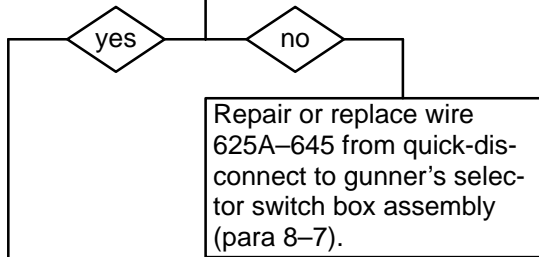 yes
no
Repair or replace wire
625A–645 from quick-dis-
connect to gunner's selec-
tor switch box assembly
(para 8–7).